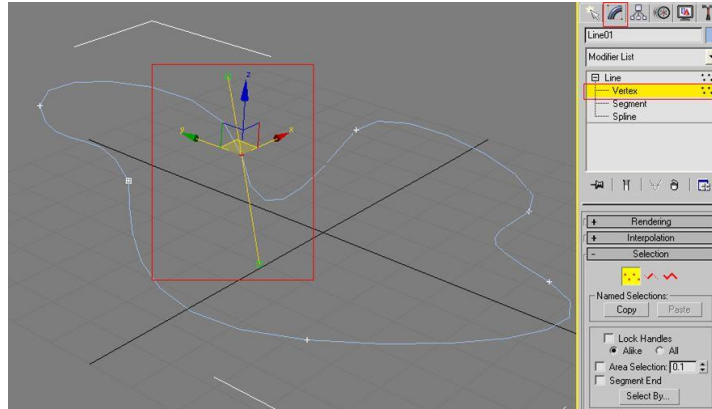 Line01
Modifier List
Line
Vertex
Segment
Spline
+ Rendering
+ Interpolation
- Selection
Named Selections:
Copy Paste
Lock Handles
Alike All
Area Selection: 0.1
Segment End
Select By...
z
y x